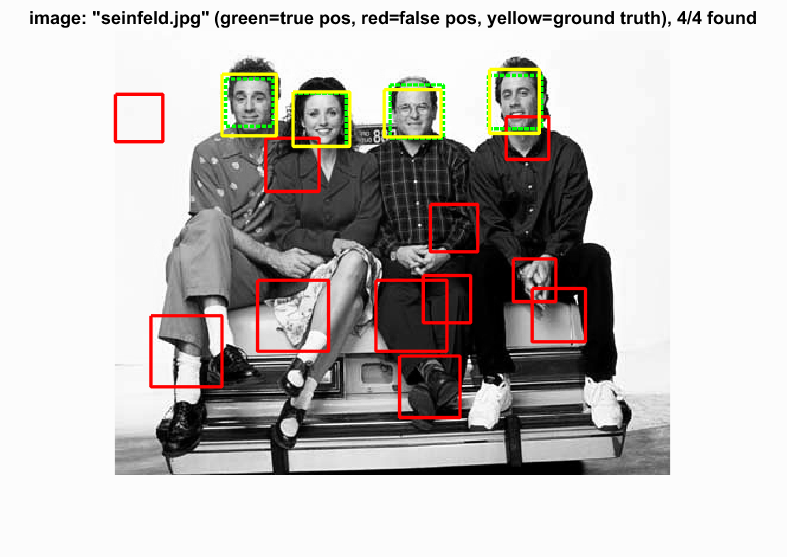 image: "seinfeld.jpg" (green=true pos, red=false pos, yellow=ground truth), 4/4 found